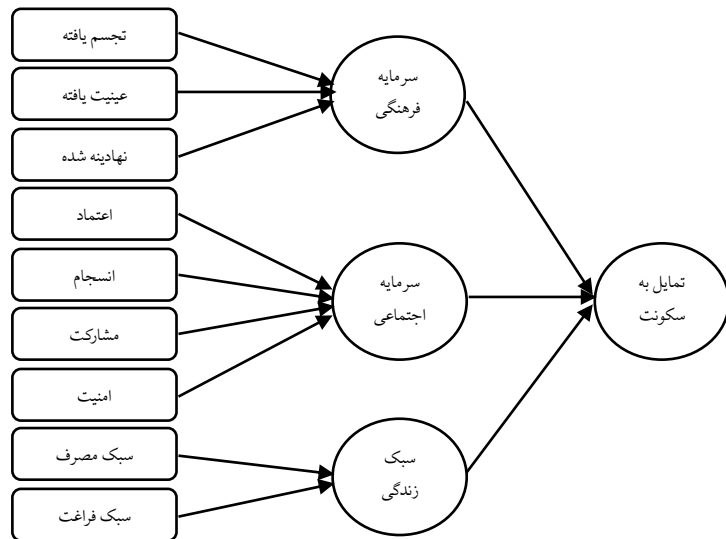 تجسم یافته
عینیت یافته
نهادینه شده
اعتماد
انسجام
مشارکت
امنیت
سبک مصرف
سبک فراغت
سرمایه
فرهنگی
سرمایه
اجتماعی
سبک
زندگی
تمایل به
سکونت